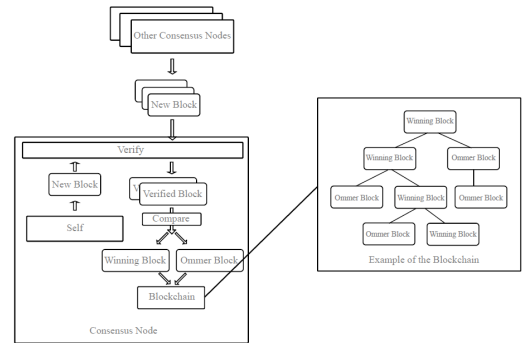 Other Consensus Nodes
New Block
Verify
New Block
V
Verified Block
Self
Compare
Winning Block
Ommer Block
Blockchain
Consensus Node
Winning Block
Winning Block
Ommer Block
Ommer Block
Winning Block
Ommer Block
Ommer Block
Winning Block
Example of the Blockchain